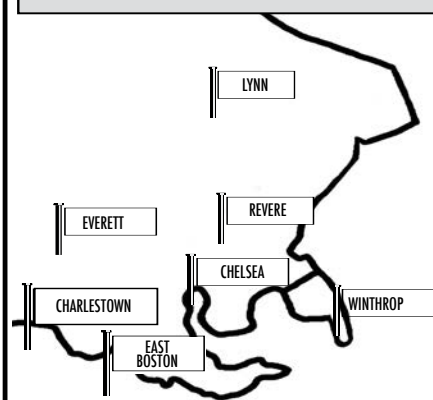 LYNN
REVERE
EVERETT
CHELSEA
CHARLESTOWN
WINTHROP
EAST
BOSTON